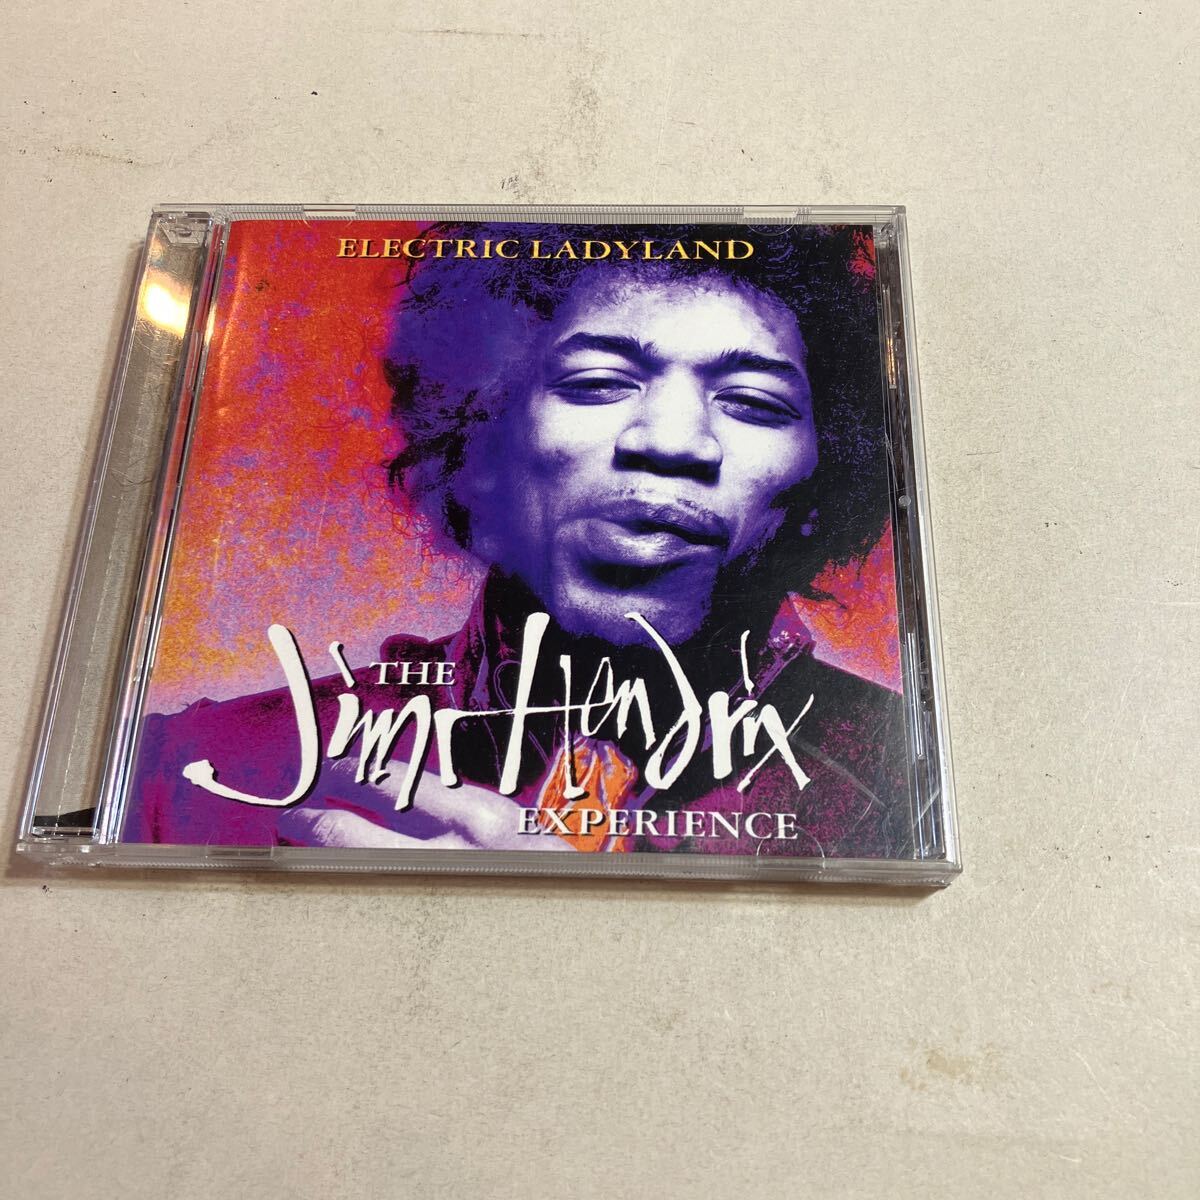 ELECTRIC LADYLAND
THE
Jimi Hendrix
EXPERIENCE